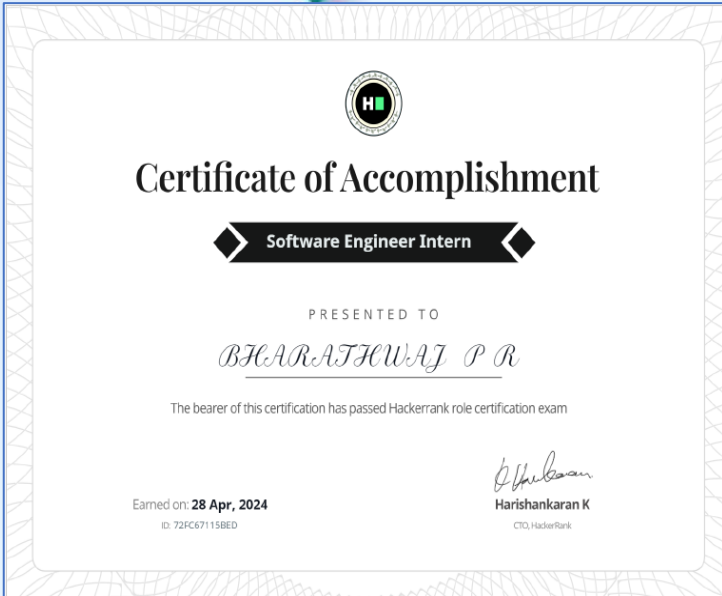 H
Certificate of Accomplishment
Software Engineer Intern
PRESENTED TO
BHARATHWAJ P R
The bearer of this certification has passed Hackerrank role certification exam
Earned on: 28 Apr, 2024
ID: 72FC67115BED
Harishankaran K
CTO, HackerRank